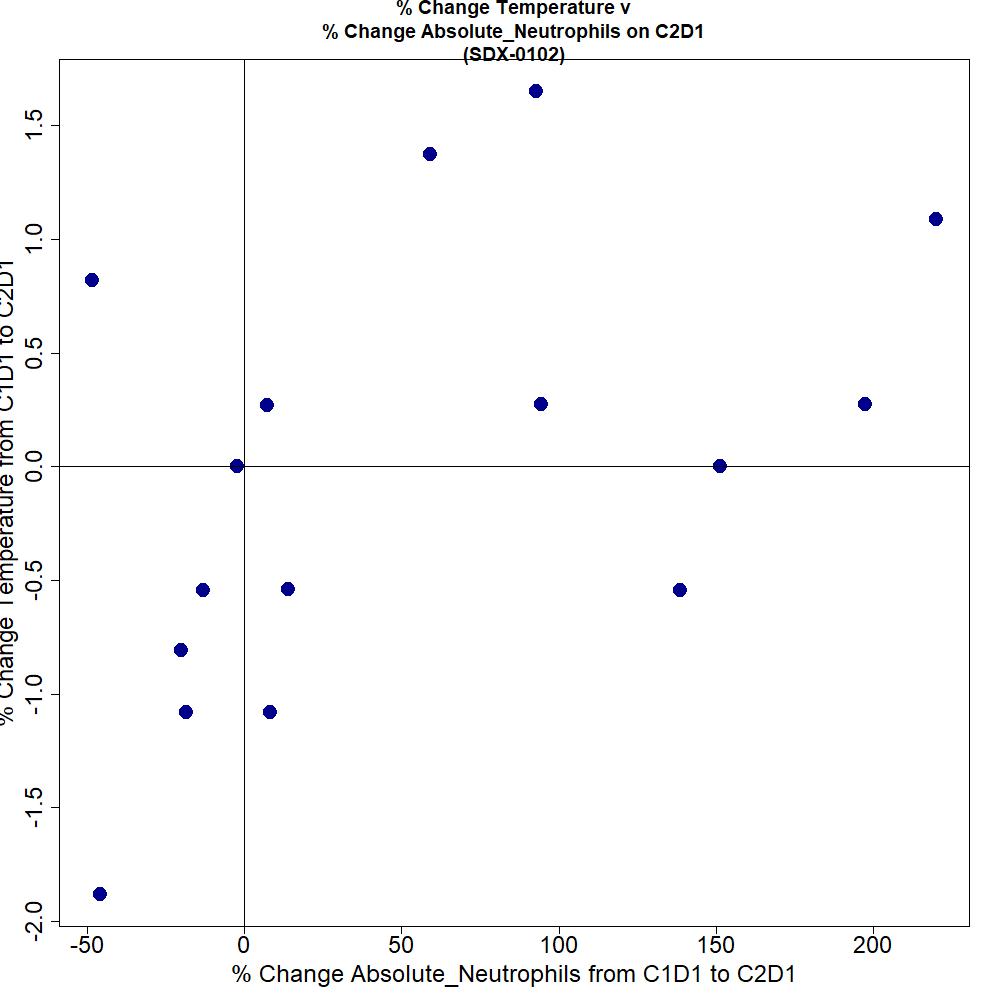 % Change Temperature v
% Change Absolute_Neutrophils on C2D1
(SDX-0102)
% Change Temperature from C1D1 to C2D1
1.5
1.0
0.5
0.0
-0.5
-1.0
-1.5
-2.0
-50 0 50 100 150 200
% Change Absolute_Neutrophils from C1D1 to C2D1